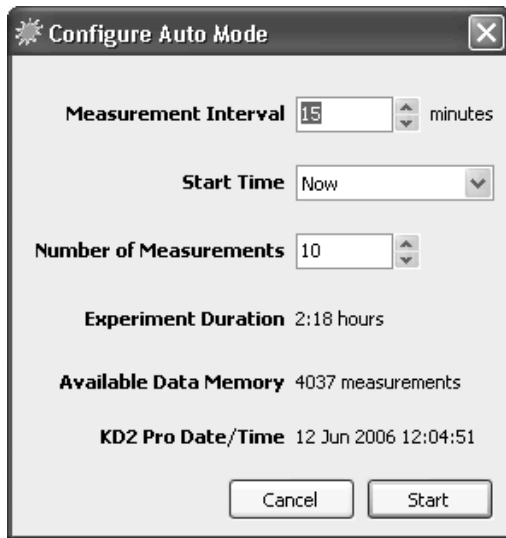 Configure Auto Mode
Measurement Interval 15 minutes
Start Time Now
Number of Measurements 10
Experiment Duration 2:18 hours
Available Data Memory 4037 measurements
KD2 Pro Date/Time 12 Jun 2006 12:04:51
Cancel Start